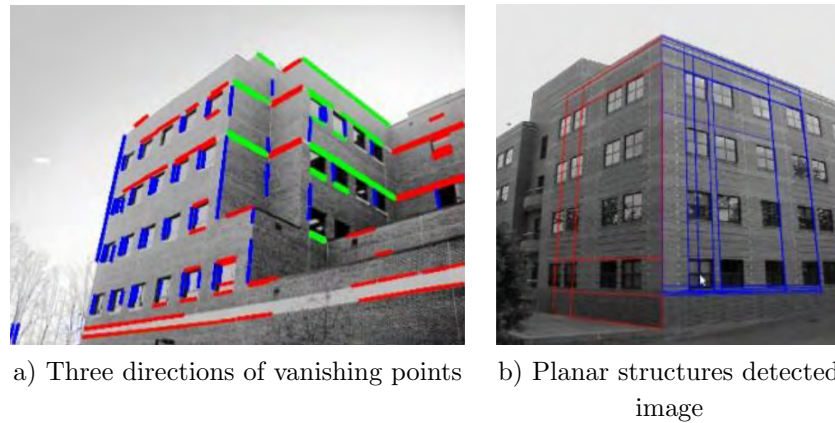 a) Three directions of vanishing points
b) Planar structures detected
image